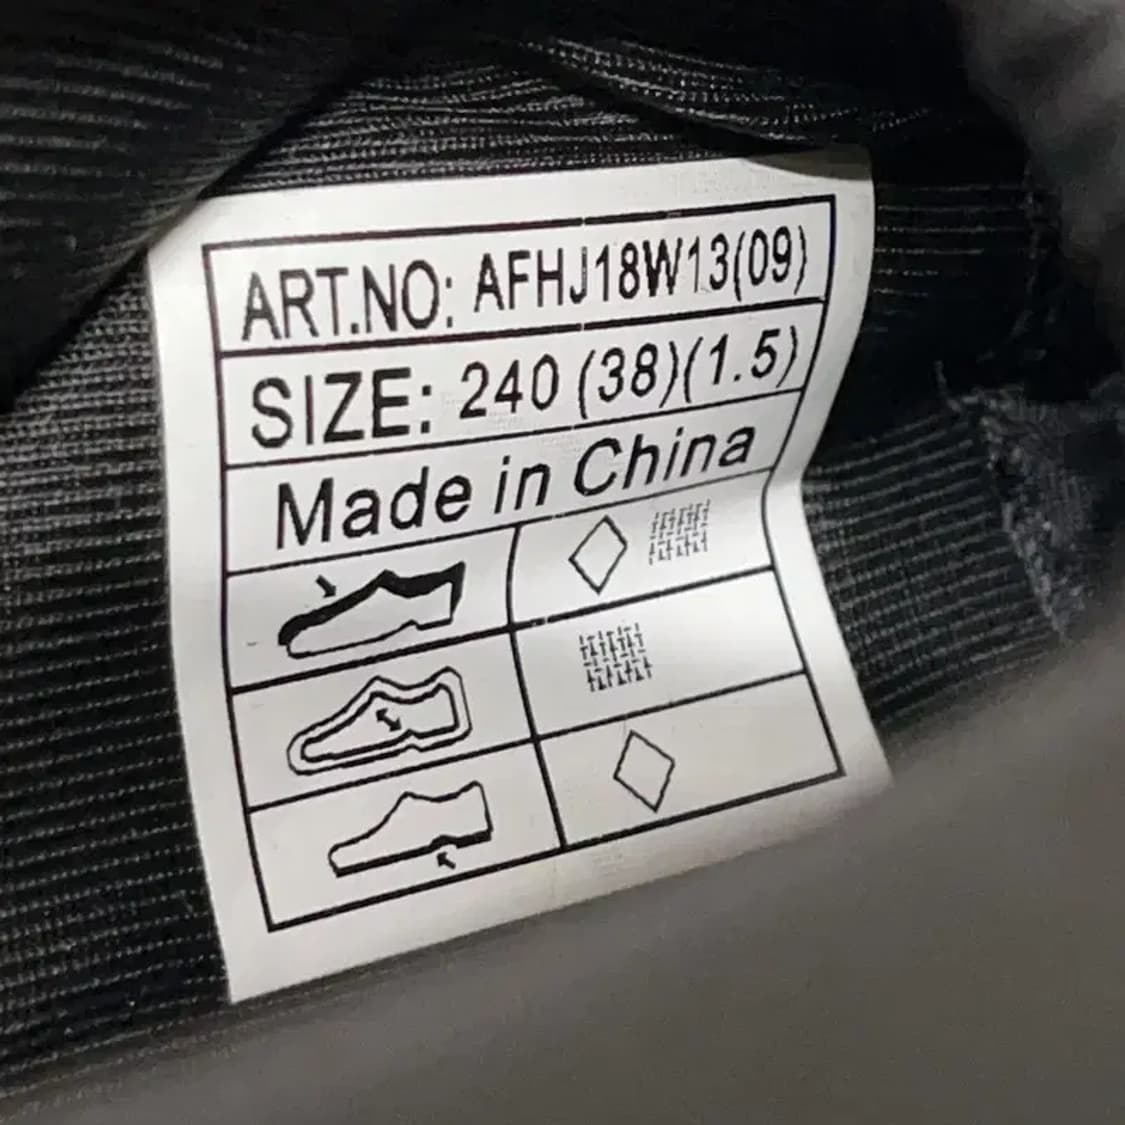 ART.NO: AFHJ18W13(09)
SIZE: 240 (38)(1.5)
Made in China